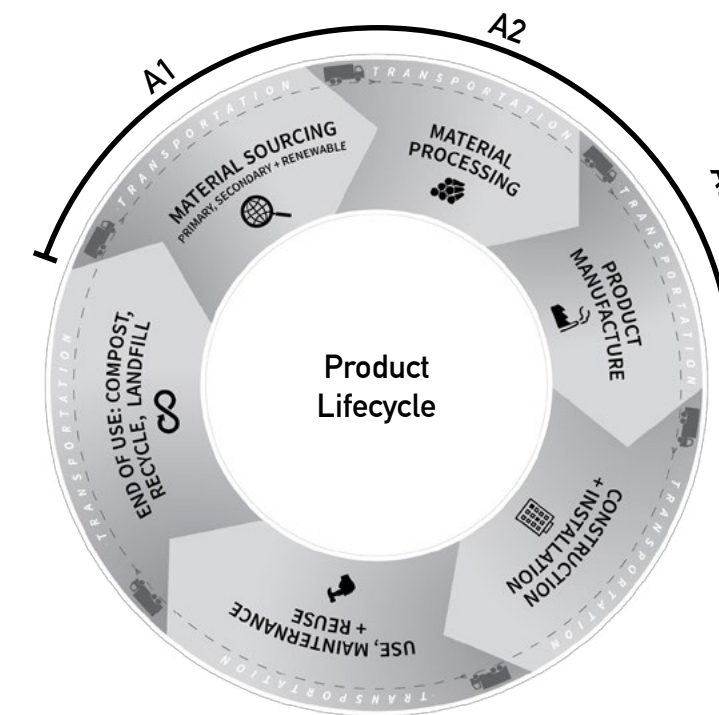 A1
A2
TRANSPORTATION
MATERIAL SOURCING
PRIMARY, SECONDARY + RENEWABLE
TRANSPORTATION
MATERIAL
PROCESSING
TRANSPORTATION
PRODUCT
MANUFACTURE
TRANSPORTATION
CONSTRUCTION
+ INSTALLATION
TRANSPORTATION
USE, MAINTERNANCE
+ REUSE
TRANSPORTATION
END OF USE: COMPOST,
RECYCLE, LANDFILL
Product
Lifecycle